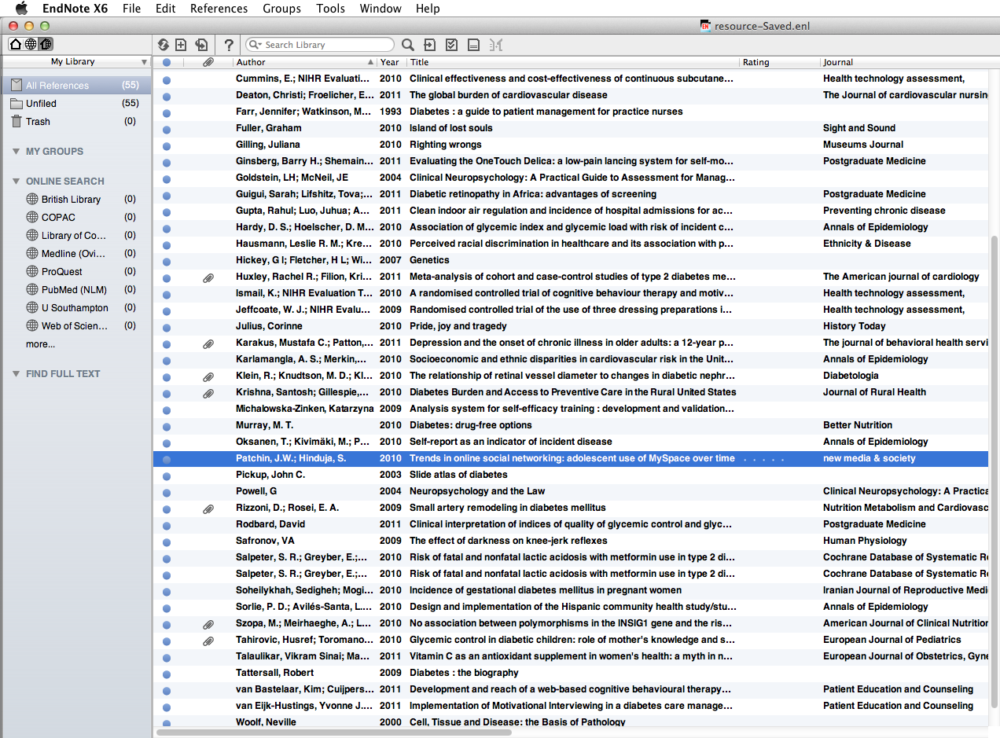 EndNote X6 File Edit References Groups Tools Window Help
resource-Saved.enl
? Search Library
My Library
Author Year Title Rating Journal
All References (55)
Unfiled (55)
Trash (0)
MY GROUPS
ONLINE SEARCH
British Library (0)
COPAC (0)
Library of Co... (0)
Medline (Ovi... (0)
ProQuest (0)
PubMed (NLM) (0)
U Southampton (0)
Web of Scien... (0)
more...
FIND FULL TEXT
Cummins, E.; NIHR Evaluati... 2010 Clinical effectiveness and cost-effectiveness of continuous subcutane... Health technology assessment,
Deaton, Christi; Froelicher, E... 2011 The global burden of cardiovascular disease The Journal of cardiovascular nursin
Farr, Jennifer; Watkinson, M... 1993 Diabetes : a guide to patient management for practice nurses
Fuller, Graham 2010 Island of lost souls Sight and Sound
Gilling, Juliana 2010 Righting wrongs Museums Journal
Ginsberg, Barry H.; Shemain... 2011 Evaluating the OneTouch Delica: a low-pain lancing system for self-mo... Postgraduate Medicine
Goldstein, LH; McNeil, JE 2004 Clinical Neuropsychology: A Practical Guide to Assessment for Manag...
Guigui, Sarah; Lifshitz, Tova;... 2011 Diabetic retinopathy in Africa: advantages of screening Postgraduate Medicine
Gupta, Rahul; Luo, Juhua; A... 2011 Clean indoor air regulation and incidence of hospital admissions for ac... Preventing chronic disease
Hardy, D. S.; Hoelscher, D. M... 2010 Association of glycemic index and glycemic load with risk of incident c... Annals of Epidemiology
Hausmann, Leslie R. M.; Kre... 2010 Perceived racial discrimination in healthcare and its association with p... Ethnicity & Disease
Hickey, G I; Fletcher, H L; Wi... 2007 Genetics
Huxley, Rachel R.; Filion, Kri... 2011 Meta-analysis of cohort and case-control studies of type 2 diabetes me... The American journal of cardiology
Ismail, K.; NIHR Evaluation T... 2010 A randomised controlled trial of cognitive behaviour therapy and motiv... Health technology assessment,
Jeffcoate, W. J.; NIHR Evalu... 2009 Randomised controlled trial of the use of three dressing preparations i... Health technology assessment,
Julius, Corinne 2010 Pride, joy and tragedy History Today
Karakus, Mustafa C.; Patton,... 2011 Depression and the onset of chronic illness in older adults: a 12-year p... The journal of behavioral health servi
Karlamangla, A. S.; Merkin,... 2010 Socioeconomic and ethnic disparities in cardiovascular risk in the Unit... Annals of Epidemiology
Klein, R.; Knudtson, M. D.; Kl... 2010 The relationship of retinal vessel diameter to changes in diabetic nephr... Diabetologia
Krishna, Santosh; Gillespie,... 2010 Diabetes Burden and Access to Preventive Care in the Rural United States Journal of Rural Health
Michalowska-Zinken, Katarzyna 2009 Analysis system for self-efficacy training : development and validation...
Murray, M. T. 2010 Diabetes: drug-free options Better Nutrition
Oksanen, T.; Kivimäki, M.; P... 2010 Self-report as an indicator of incident disease Annals of Epidemiology
Patchin, J.W.; Hinduja, S. 2010 Trends in online social networking: adolescent use of MySpace over time . . . . . new media & society
Pickup, John C. 2003 Slide atlas of diabetes
Powell, G 2004 Neuropsychology and the Law Clinical Neuropsychology: A Practica
Rizzoni, D.; Rosei, E. A. 2009 Small artery remodeling in diabetes mellitus Nutrition Metabolism and Cardiovasc
Rodbard, David 2011 Clinical interpretation of indices of quality of glycemic control and glyc... Postgraduate Medicine
Safronov, VA 2009 The effect of darkness on knee-jerk reflexes Human Physiology
Salpeter, S. R.; Greyber, E.;... 2010 Risk of fatal and nonfatal lactic acidosis with metformin use in type 2 di... Cochrane Database of Systematic Re
Salpeter, S. R.; Greyber, E.;... 2010 Risk of fatal and nonfatal lactic acidosis with metformin use in type 2 di... Cochrane Database of Systematic Re
Soheilykhah, Sedigheh; Mogi... 2010 Incidence of gestational diabetes mellitus in pregnant women Iranian Journal of Reproductive Medi
Sorlie, P. D.; Avilés-Santa, L.... 2010 Design and implementation of the Hispanic community health study/stu... Annals of Epidemiology
Szopa, M.; Meirhaeghe, A.; L... 2010 No association between polymorphisms in the INSIG1 gene and the ris... American Journal of Clinical Nutrition
Tahirovic, Husref; Toromano... 2010 Glycemic control in diabetic children: role of mother's knowledge and s... European Journal of Pediatrics
Talaulikar, Vikram Sinai; Ma... 2011 Vitamin C as an antioxidant supplement in women's health: a myth in n... European Journal of Obstetrics, Gyne
Tattersall, Robert 2009 Diabetes : the biography
van Bastelaar, Kim; Cuijpers... 2011 Development and reach of a web-based cognitive behavioural therapy... Patient Education and Counseling
van Eijk-Hustings, Yvonne J.... 2011 Implementation of Motivational Interviewing in a diabetes care manage... Patient Education and Counseling
Woolf, Neville 2000 Cell, Tissue and Disease: the Basis of Pathology